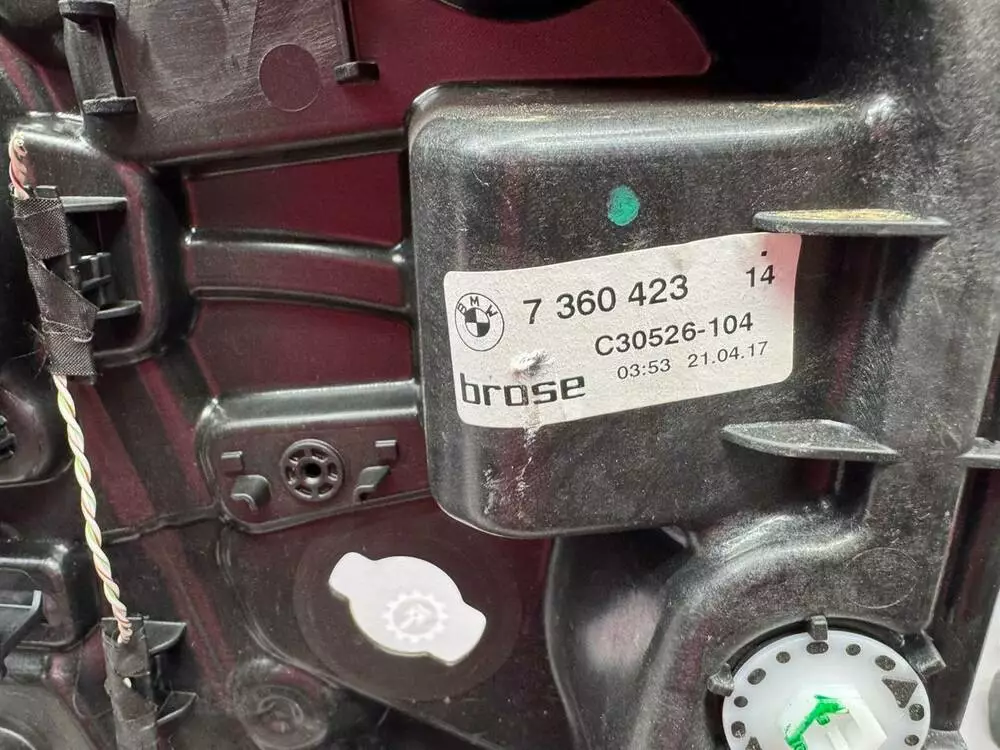 BMW
7 360 423
14
C30526-104
03:53 21.04.17
brose